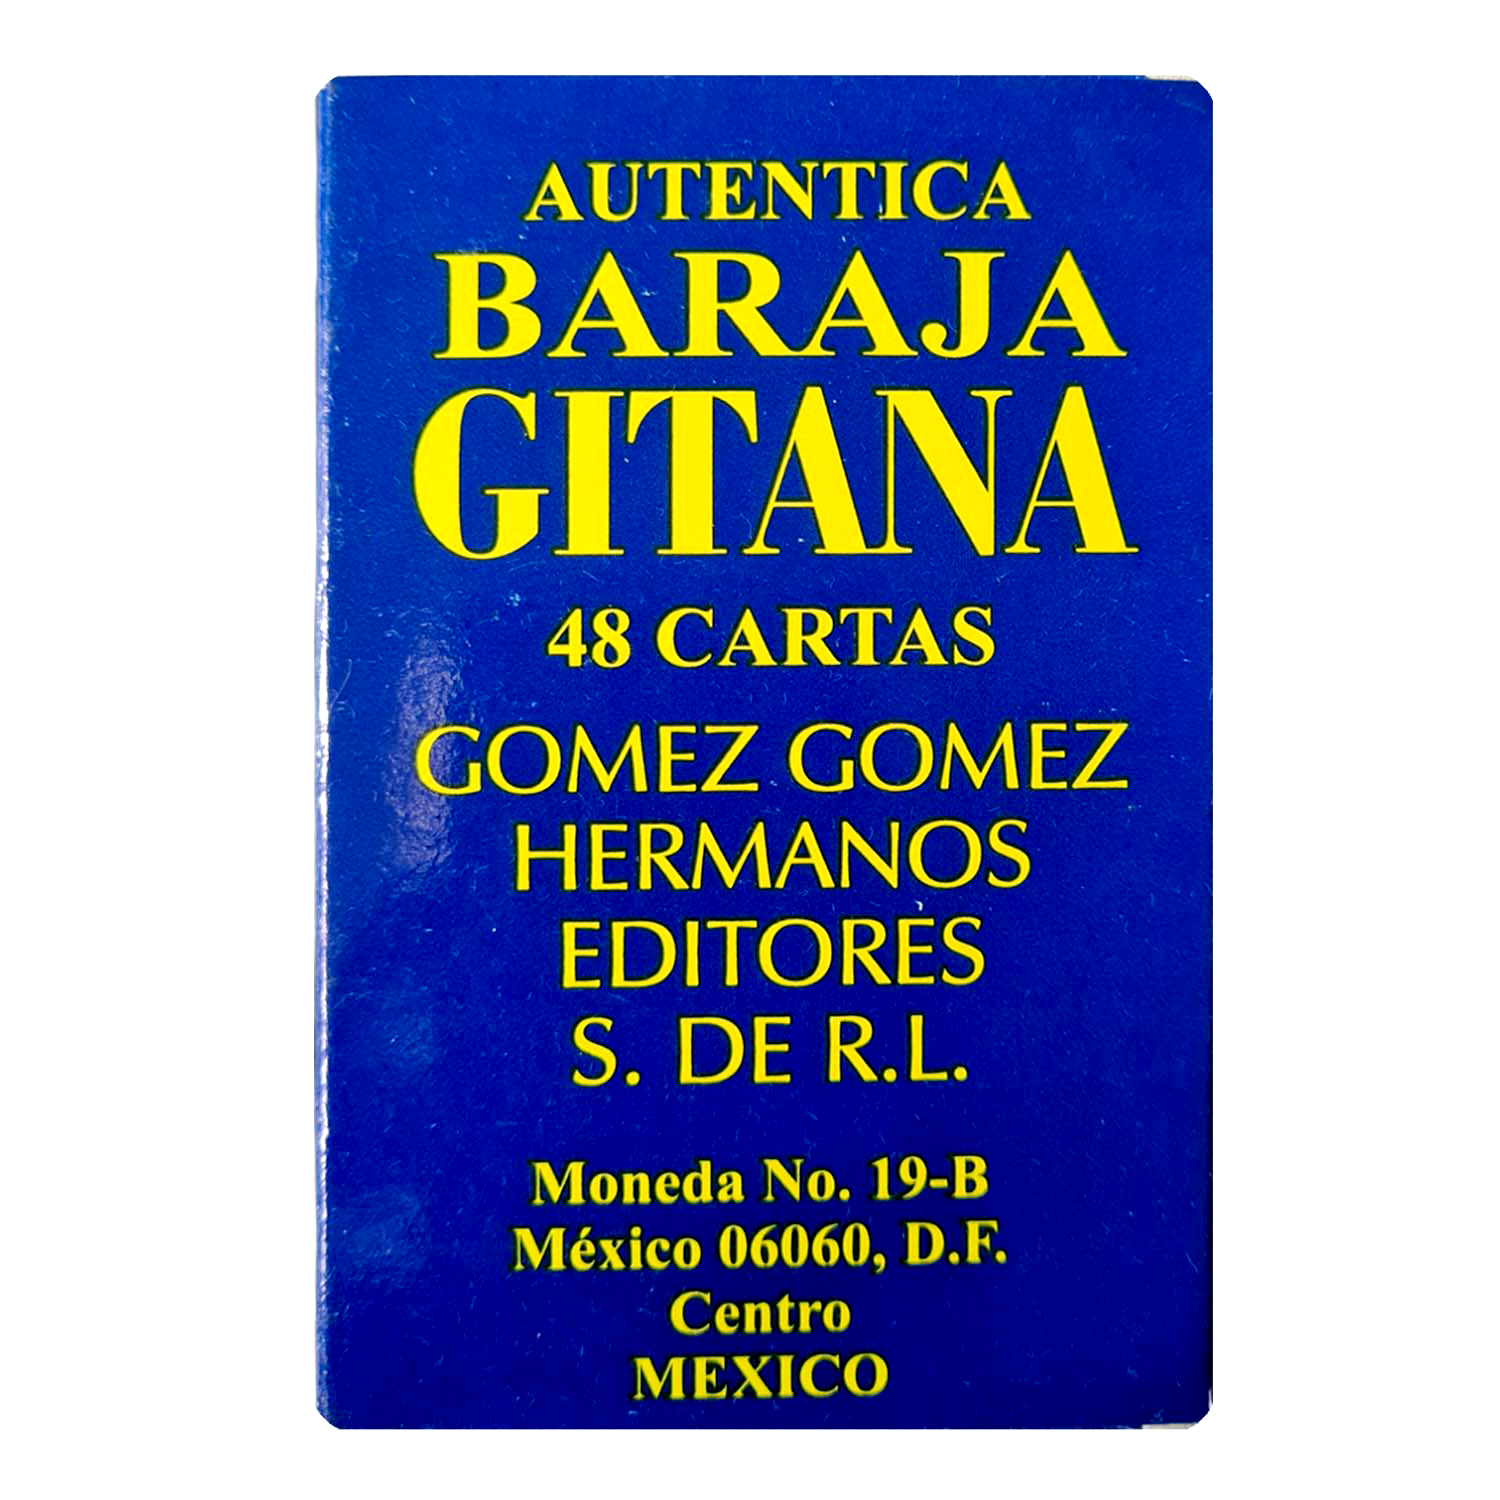 AUTENTICA
BARAJA
GITANA
48 CARTAS
GOMEZ GOMEZ
HERMANOS
EDITORES
S. DE R.L.
Moneda No. 19-B
México 06060, D.F.
Centro
MEXICO